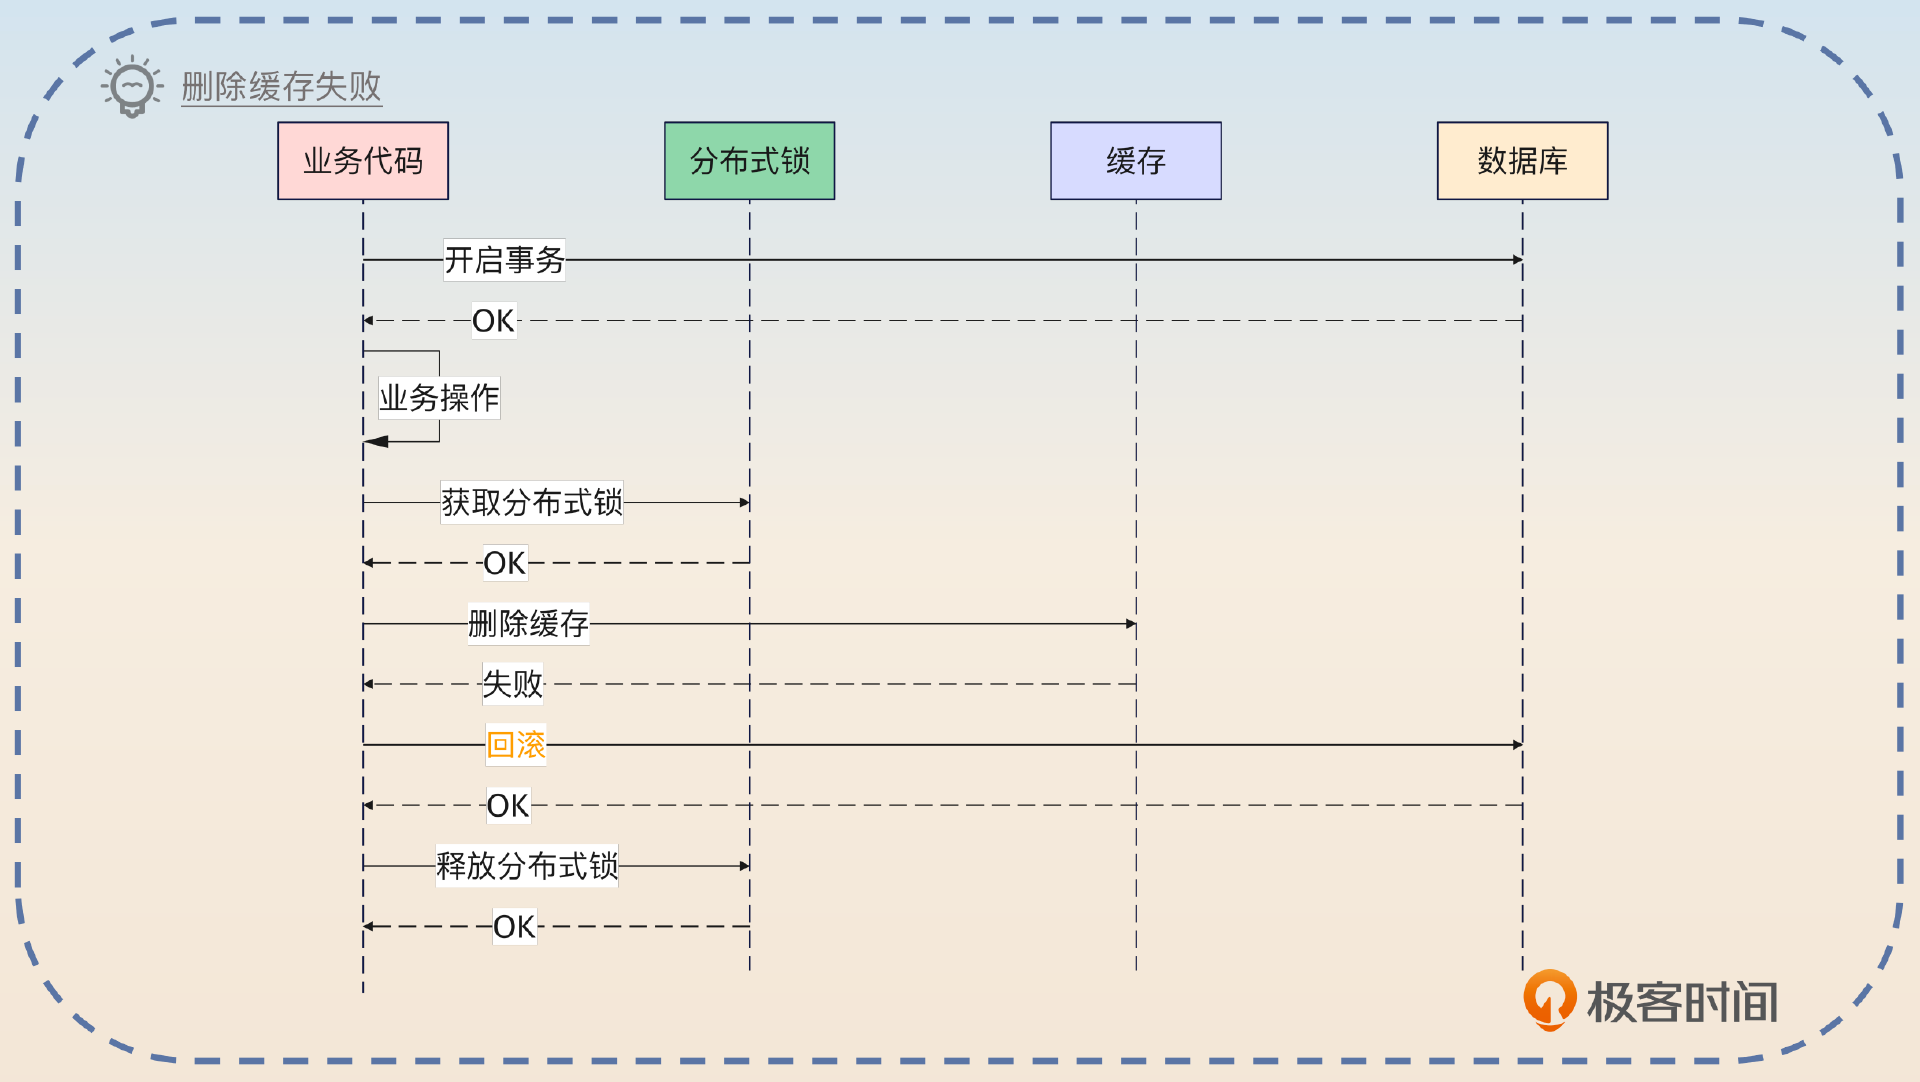 删除缓存失败
业务代码
分布式锁
缓存
数据库
开启事务
OK
业务操作
获取分布式锁
OK
删除缓存
失败
回滚
OK
释放分布式锁
OK
极客时间